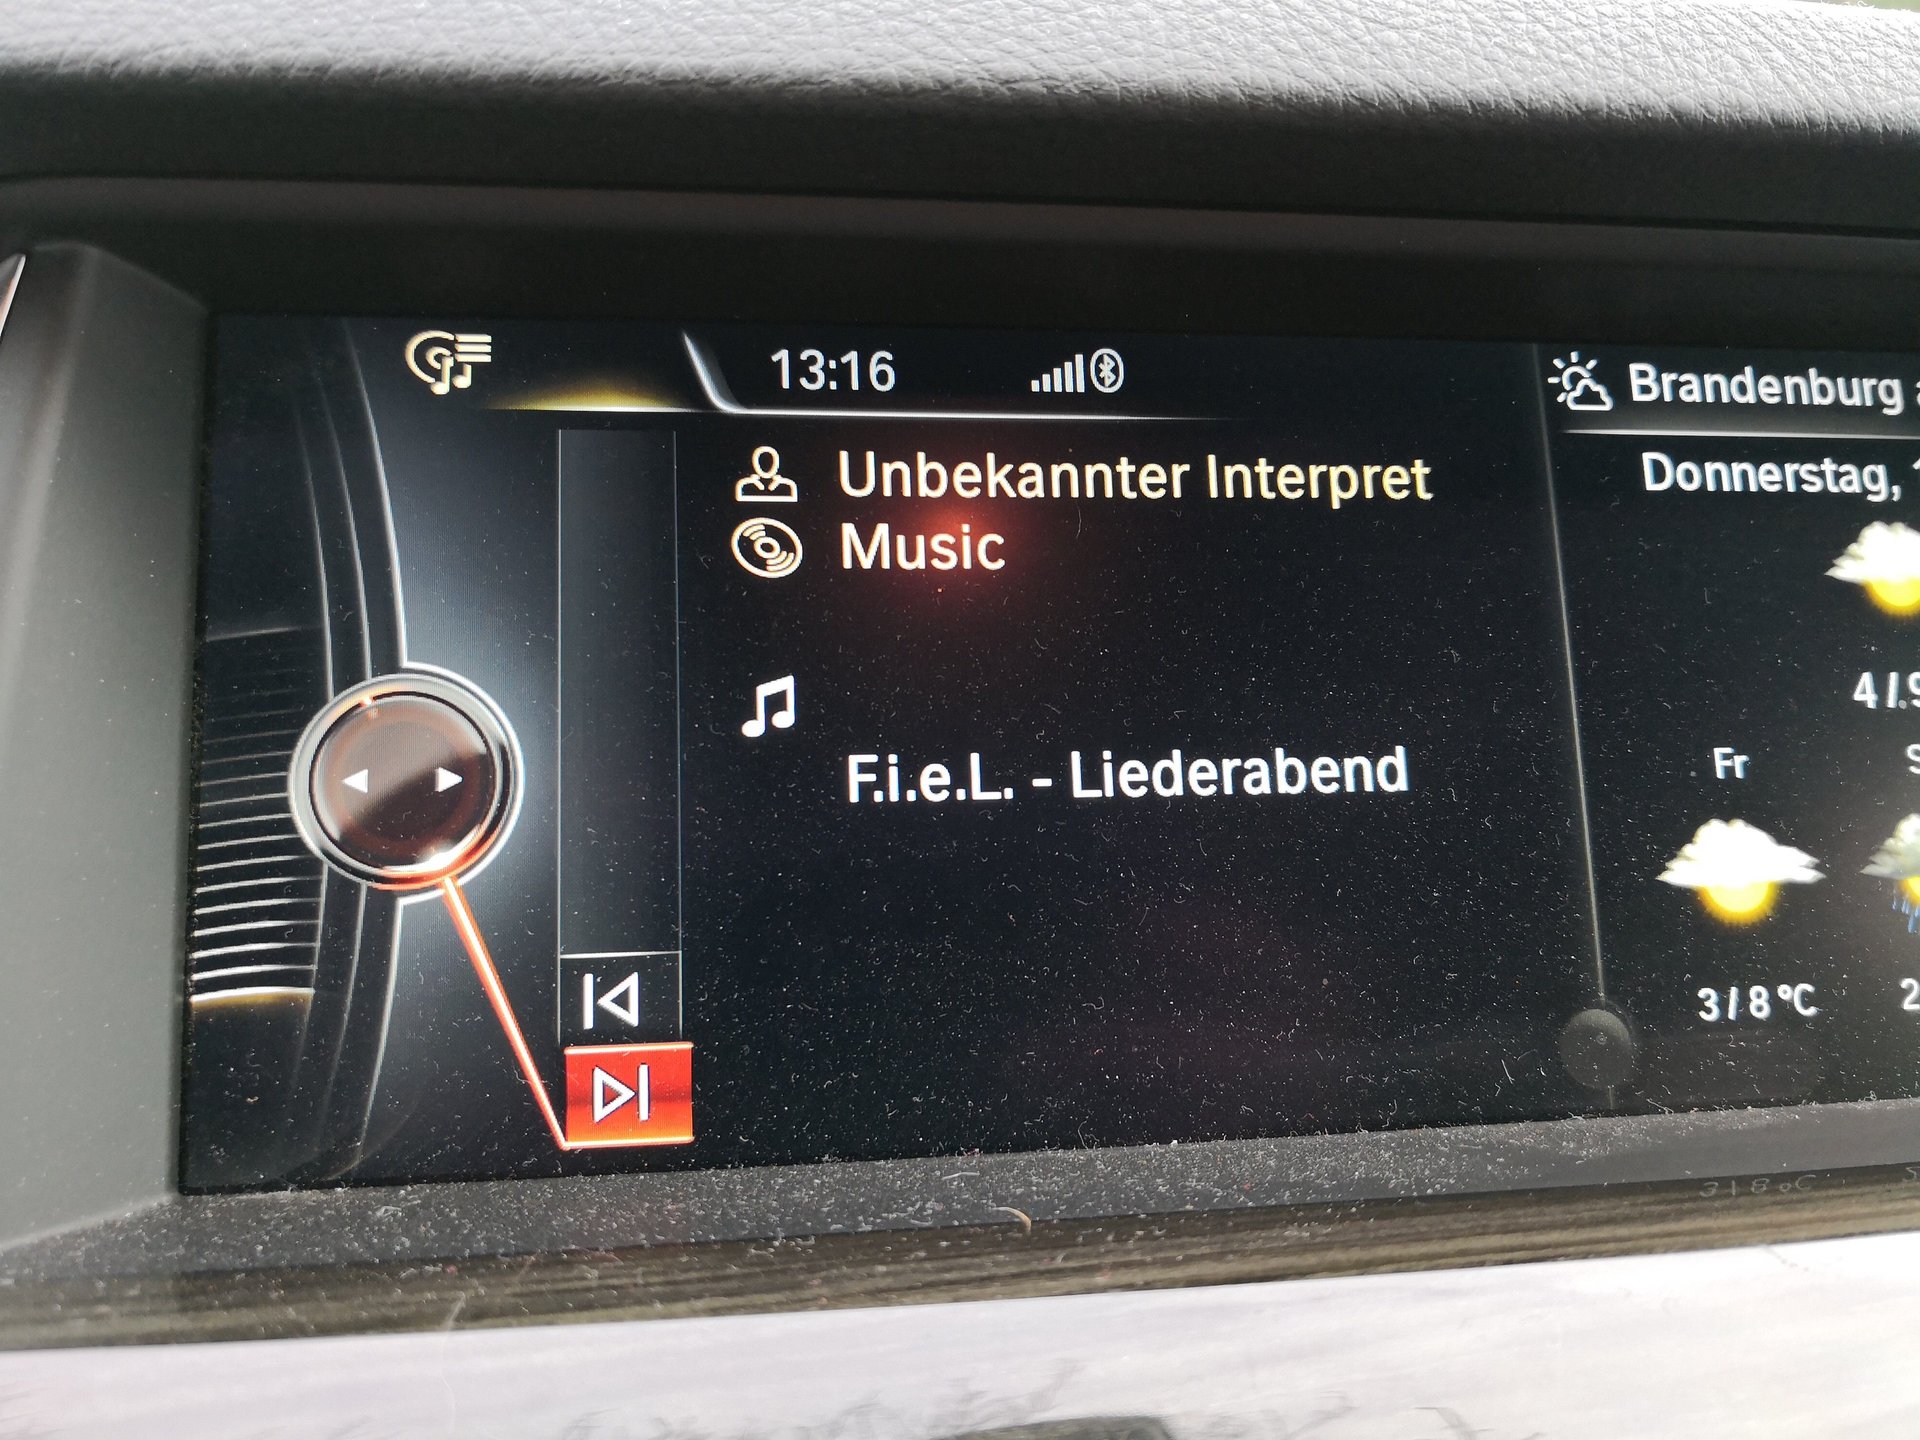 13:16
Unbekannter Interpret
Music
F.i.e.L. - Liederabend
Brandenburg
Donnerstag,
Fr
3/8 °C